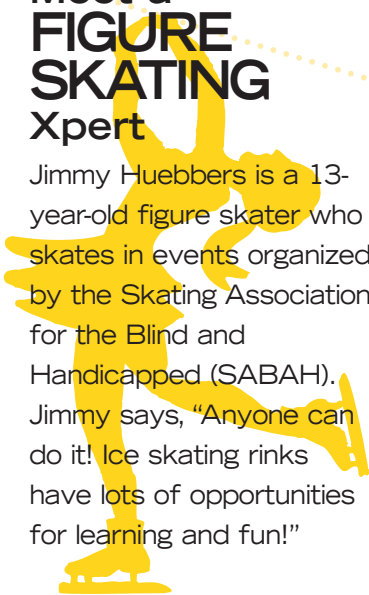 Meet a
FIGURE
SKATING
Xpert
Jimmy Huebbers is a 13-
year-old figure skater who
skates in events organized
by the Skating Association
for the Blind and
Handicapped (SABAH).
Jimmy says, “Anyone can
do it! Ice skating rinks
have lots of opportunities
for learning and fun!”